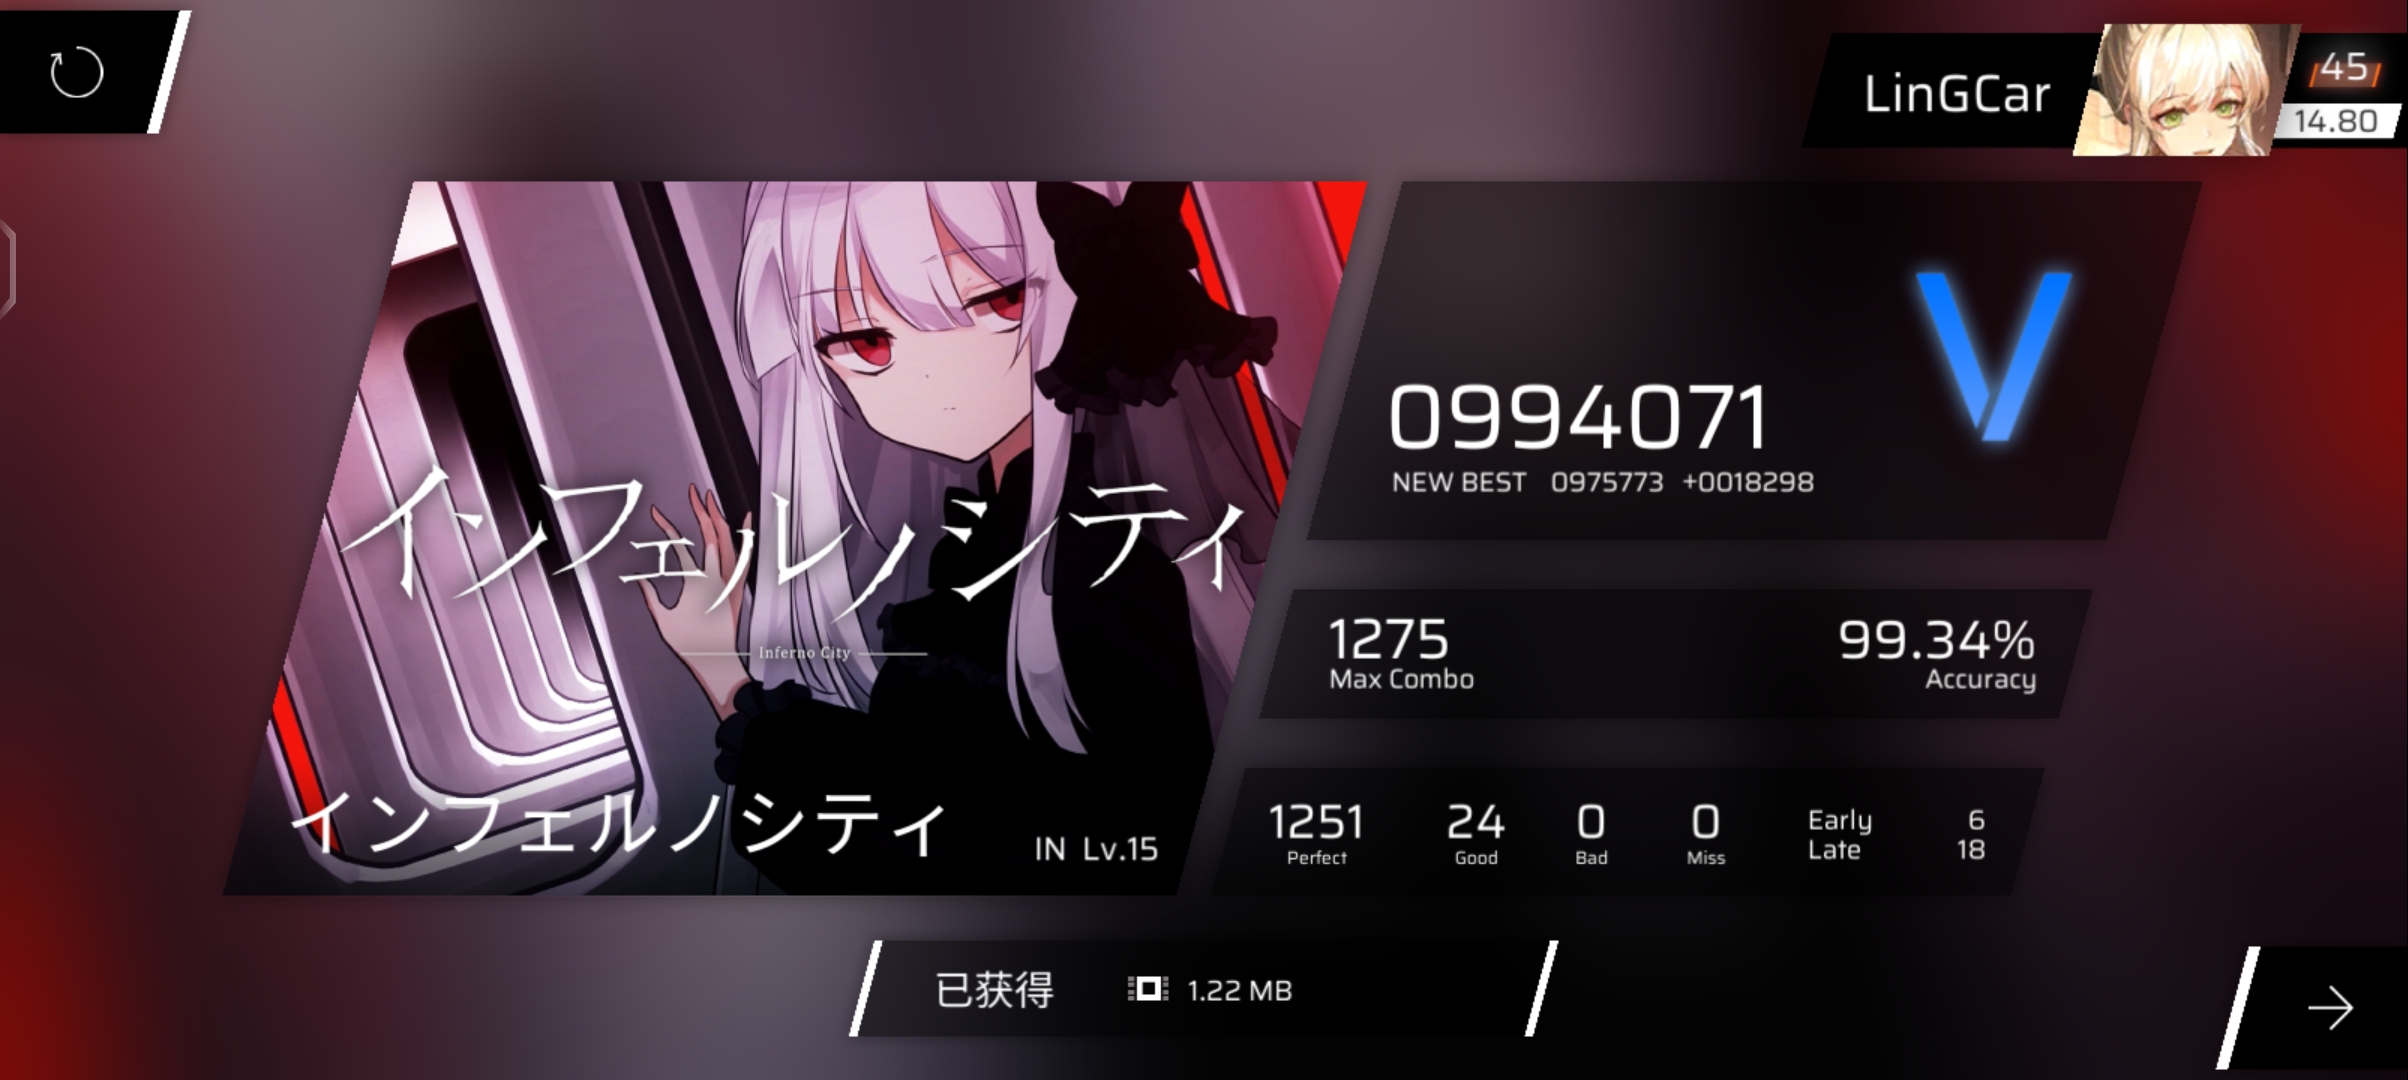 LinGCar
45
14.80
インフェルノシティ
Inferno City
インフェルノシティ
IN Lv.15
V
0994071
NEW BEST 0975773 +0018298
1275
Max Combo
99.34%
Accuracy
1251
Perfect
24
Good
0
Bad
0
Miss
Early 6
Late 18
已获得 1.22 MB